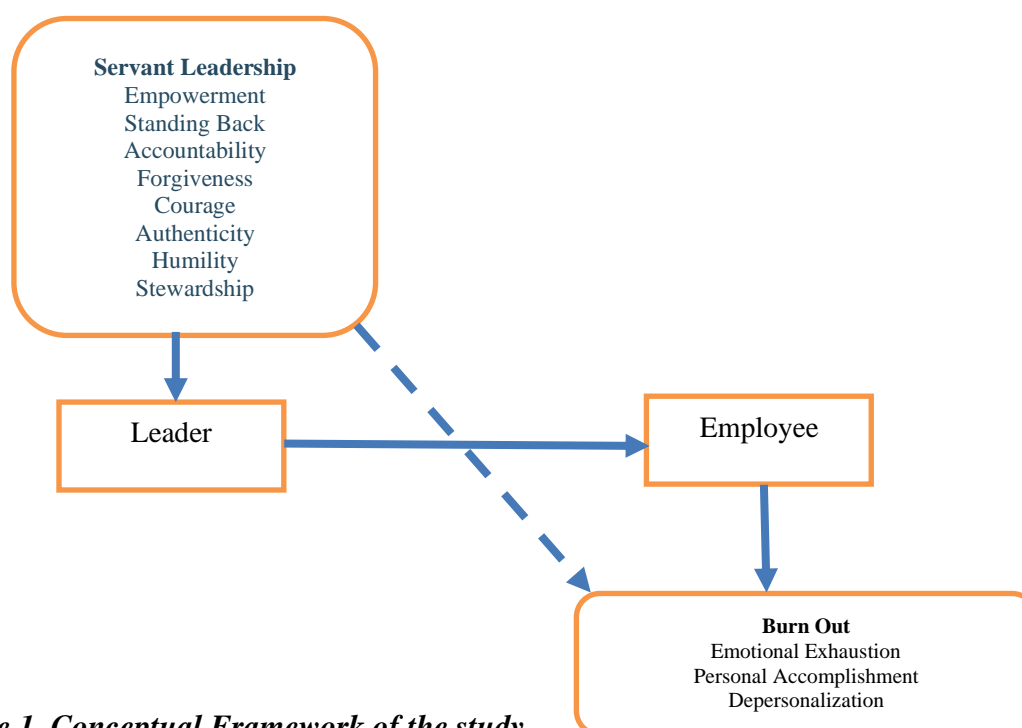 Servant Leadership
Empowerment
Standing Back
Accountability
Forgiveness
Courage
Authenticity
Humility
Stewardship
Leader
Employee
Burn Out
Emotional Exhaustion
Personal Accomplishment
Depersonalization
1. Conceptual Framework of the study